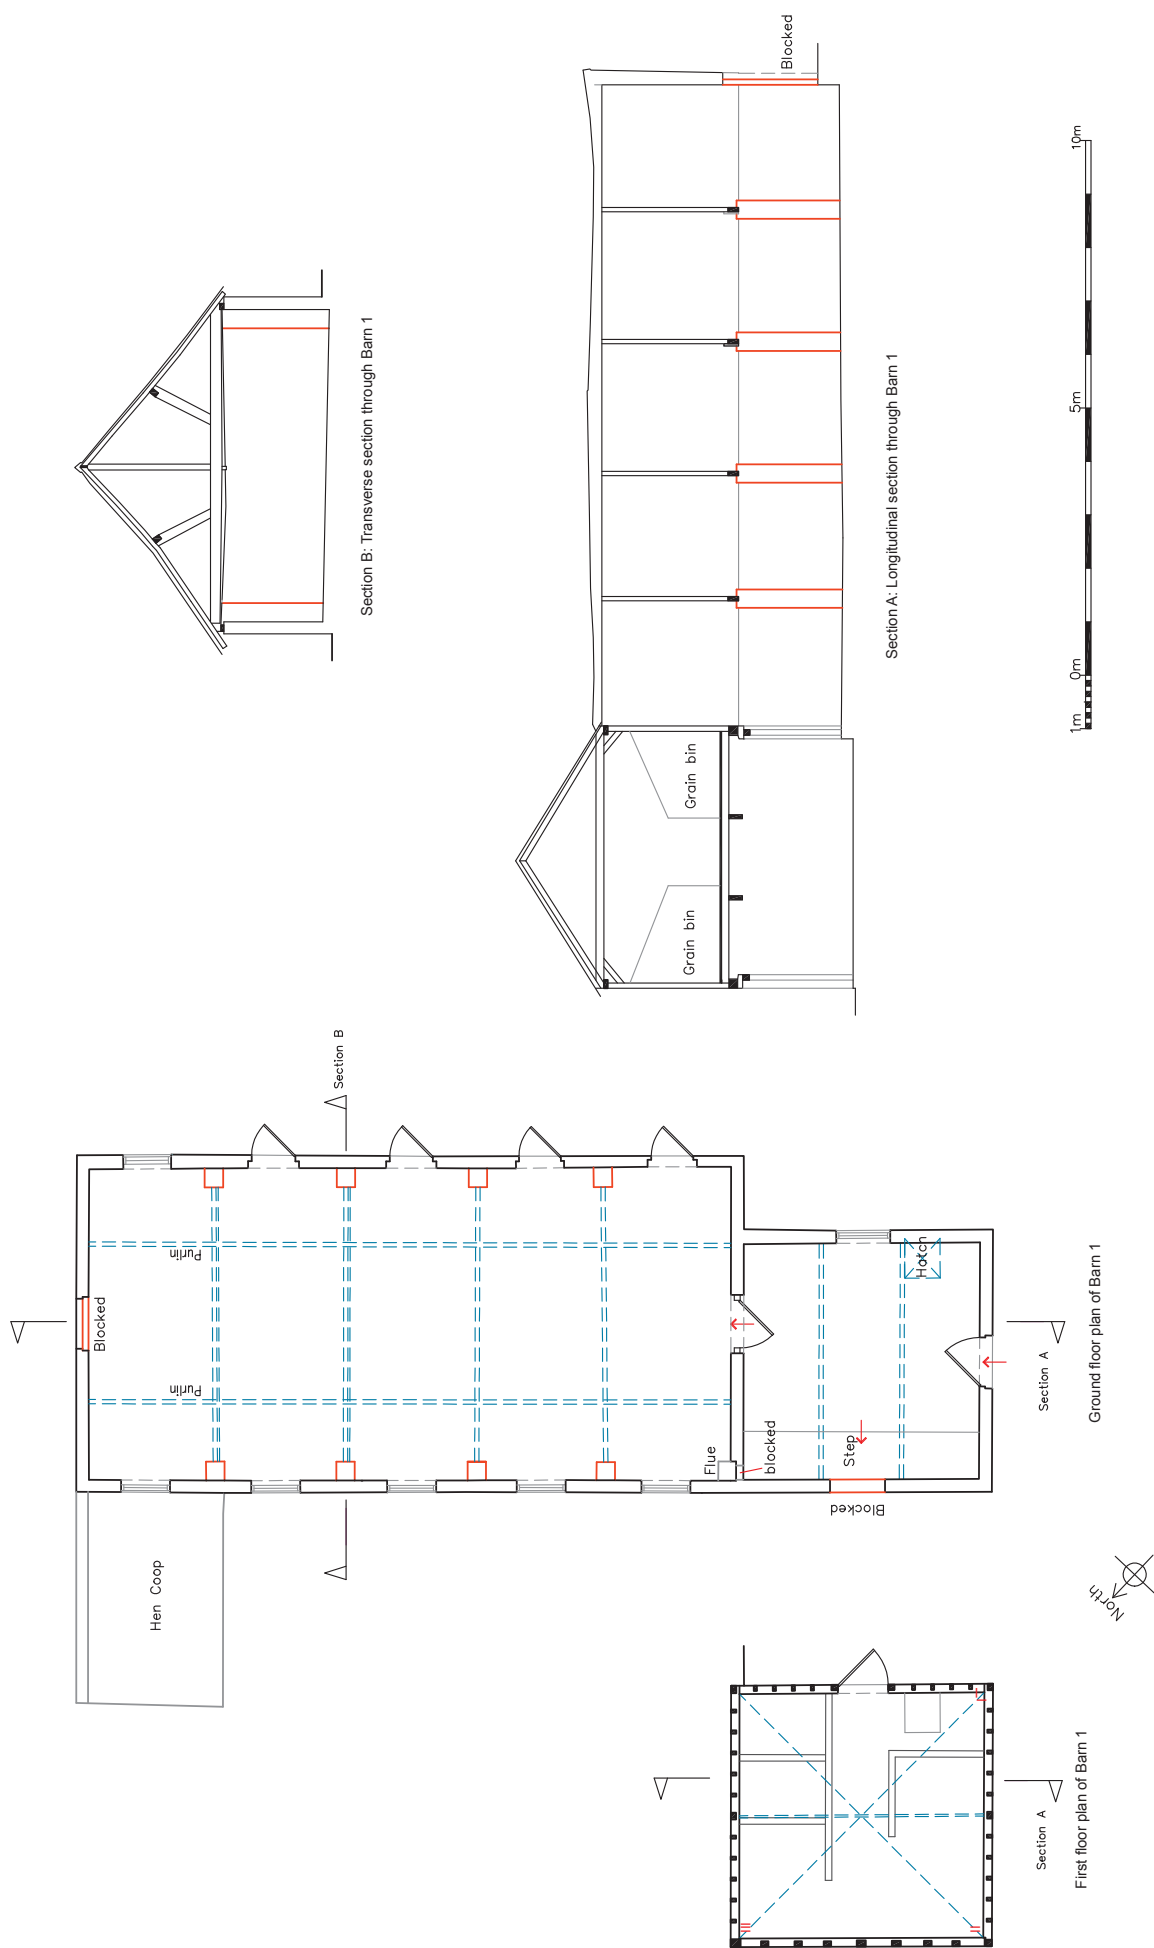 Blocked
Section B: Transverse section through Barn 1
Grain bin
Grain bin
Section A: Longitudinal section through Barn 1
1m
0m
5m
10m
Section B
Purlin
Purlin
Blocked
Hatch
Flue
blocked
Step
Blocked
Section A
Ground floor plan of Barn 1
Hen Coop
North
Section A
First floor plan of Barn 1